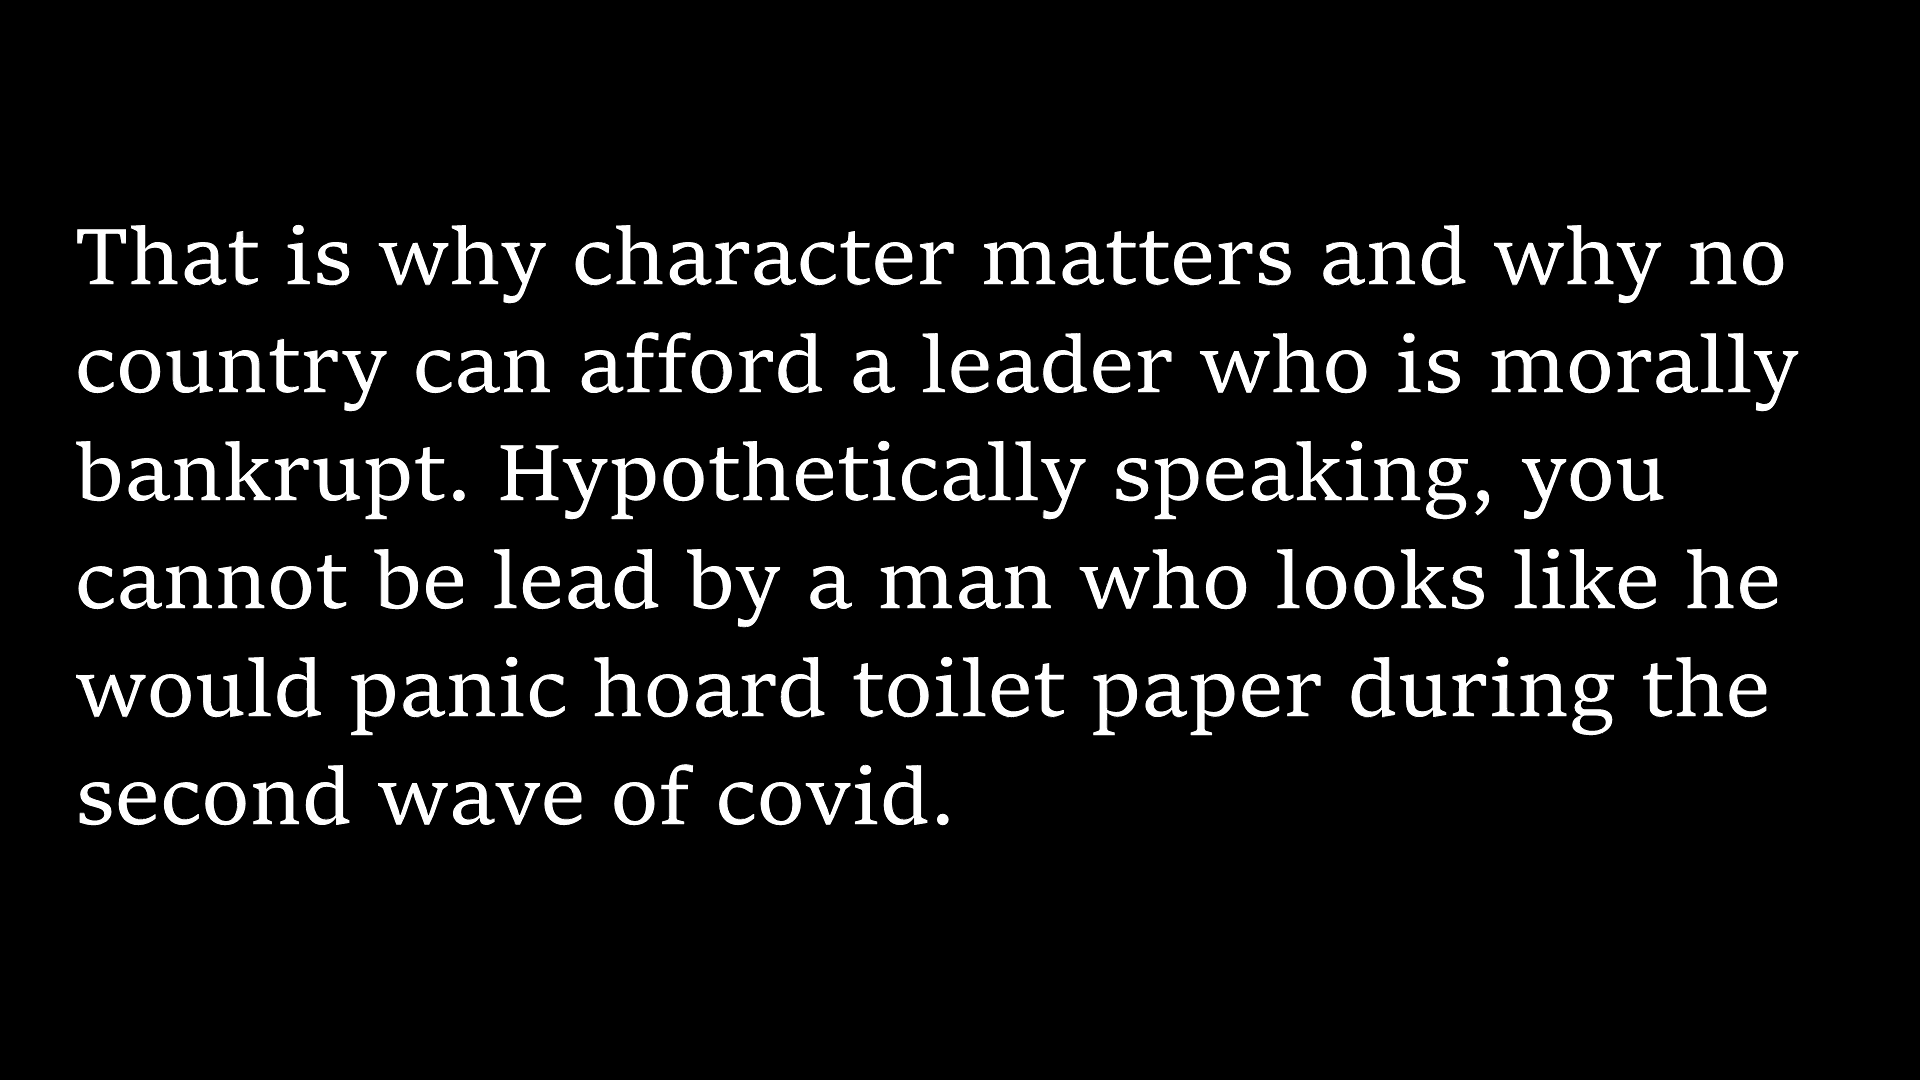 That is why character matters and why no
country can afford a leader who is morally
bankrupt. Hypothetically speaking, you
cannot be lead by a man who looks like he
would panic hoard toilet paper during the
second wave of covid.